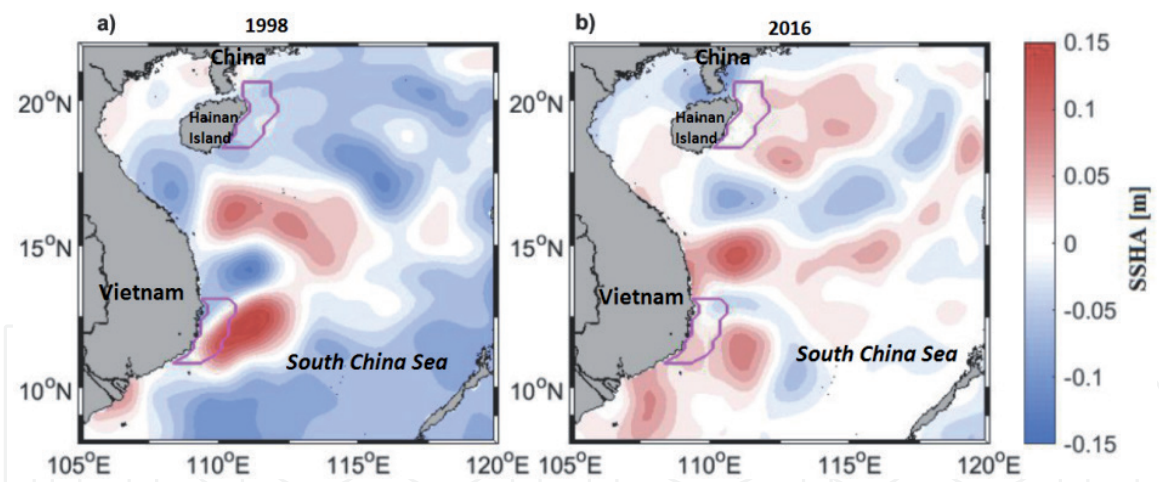 a)
1998
China
20°N
Hainan
Island
15°N
Vietnam
South China Sea
10°N
105°E
110°E
115°E
120°E
b)
2016
China
20°N
Hainan
Island
15°N
Vietnam
South China Sea
10°N
105°E
110°E
115°E
120°E
0.15
0.1
0.05
0
-0.05
-0.1
-0.15
SSHA [m]